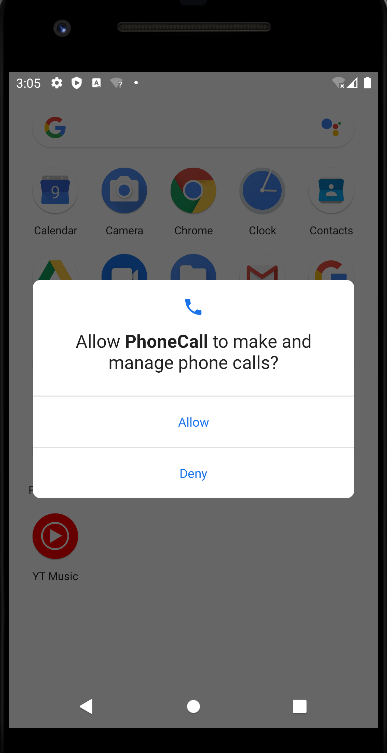 3:05
Calendar
Camera
Chrome
Clock
Contacts
Allow PhoneCall to make and
manage phone calls?
Allow
Deny
YT Music